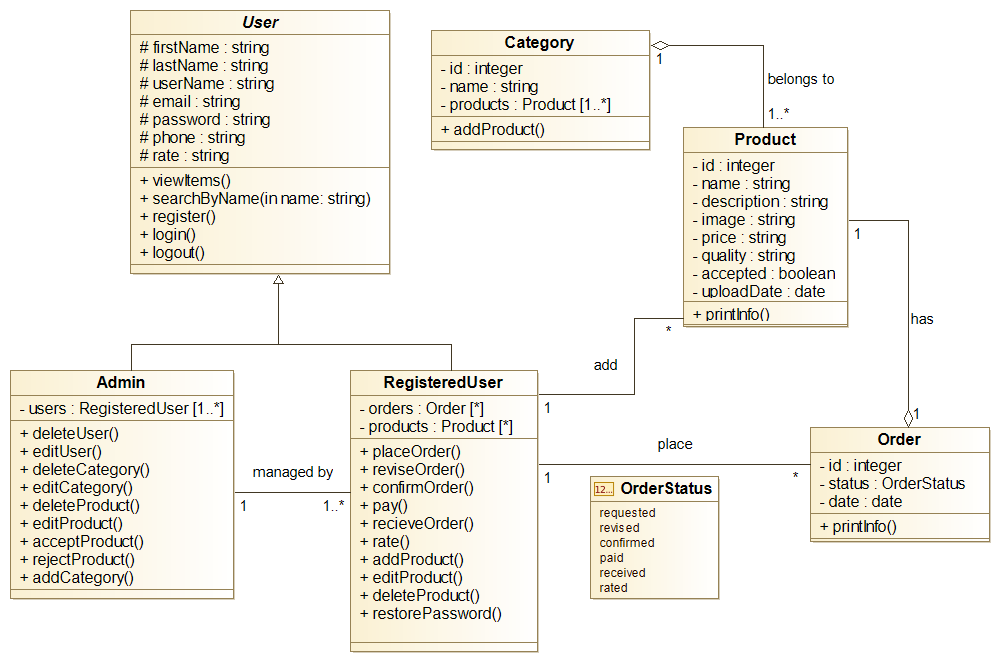 User
# firstName : string
# lastName : string
# userName : string
# email : string
# password : string
# phone : string
# rate : string
+ viewItems()
+ searchByName(in name: string)
+ register()
+ login()
+ logout()
Category
- id : integer
- name : string
- products : Product [1..*]
+ addProduct()
1
belongs to
1..*
Product
- id : integer
- name : string
- description : string
- image : string
- price : string
- quality : string
- accepted : boolean
- uploadDate : date
+ printInfo()
1
has
1
add
*
1
Admin
- users : RegisteredUser [1..*]
+ deleteUser()
+ editUser()
+ deleteCategory()
+ editCategory()
+ deleteProduct()
+ editProduct()
+ acceptProduct()
+ rejectProduct()
+ addCategory()
managed by
1
1..*
RegisteredUser
- orders : Order [*]
- products : Product [*]
+ placeOrder()
+ reviseOrder()
+ confirmOrder()
+ pay()
+ recieveOrder()
+ rate()
+ addProduct()
+ editProduct()
+ deleteProduct()
+ restorePassword()
place
1
*
Order
- id : integer
- status : OrderStatus
- date : date
+ printInfo()
12... OrderStatus
requested
revised
confirmed
paid
received
rated